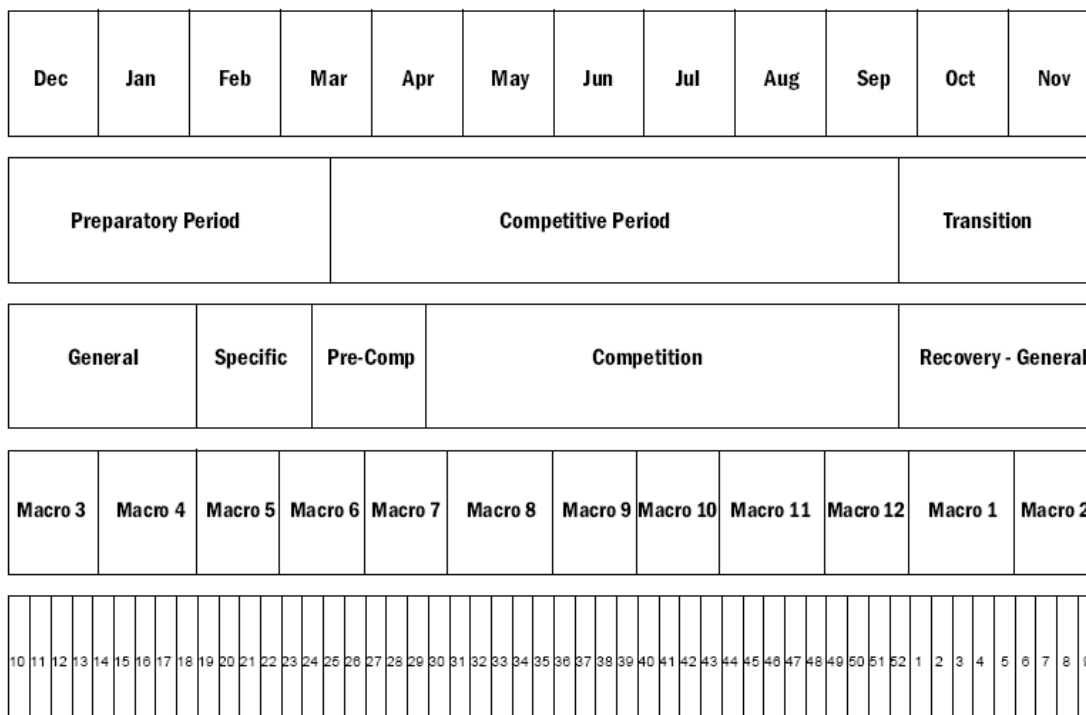 Dec Jan Feb Mar Apr May Jun Jul Aug Sep Oct Nov
Preparatory Period Competitive Period Transition
General Specific Pre-Comp Competition Recovery - General
Macro 3 Macro 4 Macro 5 Macro 6 Macro 7 Macro 8 Macro 9 Macro 10 Macro 11 Macro 12 Macro 1 Macro 2
10 11 12 13 14 15 16 17 18 19 20 21 22 23 24 25 26 27 28 29 30 31 32 33 34 35 36 37 38 39 40 41 42 43 44 45 46 47 48 49 50 51 52 1 2 3 4 5 6 7 8